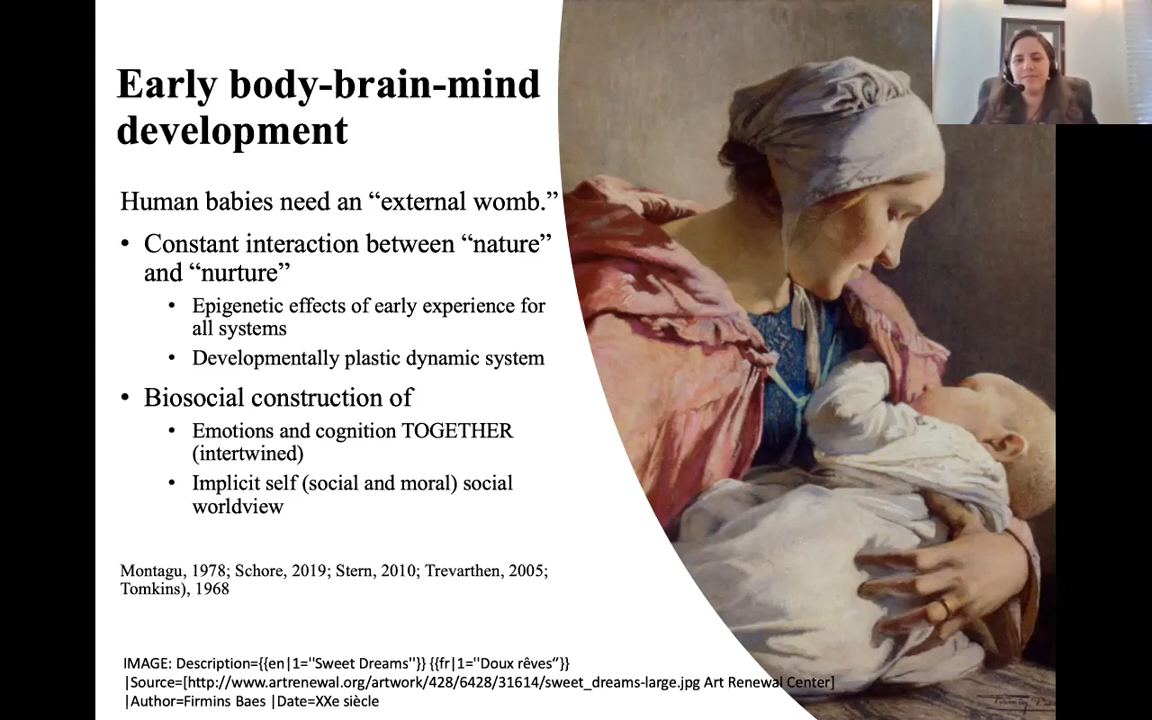 Early body-brain-mind
development
Human babies need an “external womb.”
• Constant interaction between “nature”
and “nurture”
• Epigenetic effects of early experience for
all systems
• Developmentally plastic dynamic system
• Biosocial construction of
• Emotions and cognition TOGETHER
(intertwined)
• Implicit self (social and moral) social
worldview
Montagu, 1978; Schore, 2019; Stern, 2010; Trevarthen, 2005;
Tomkins), 1968
IMAGE: Description={{en|1="Sweet Dreams"}} {{fr|1="Doux rêves”}}
|Source=[http://www.artrenewal.org/artwork/428/6428/31614/sweet_dreams-large.jpg Art Renewal Center]
|Author=Firmins Baes |Date=XXe siècle